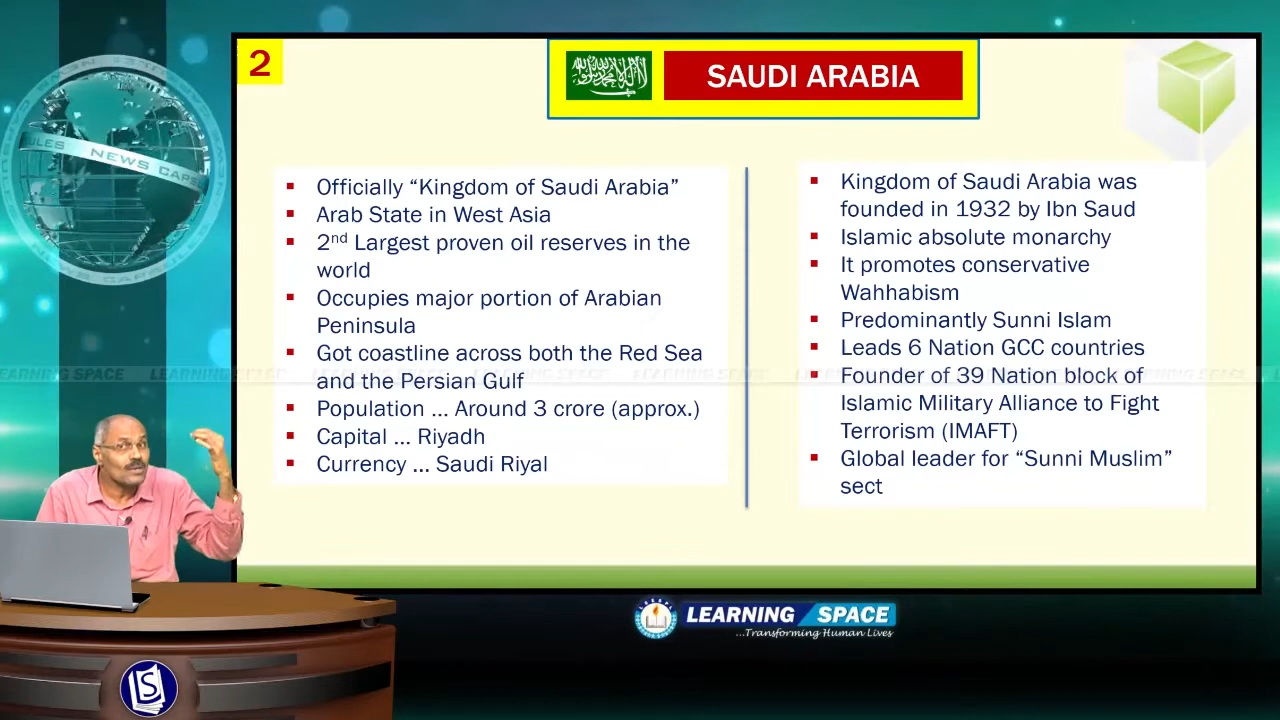 2
SAUDI ARABIA
Officially “Kingdom of Saudi Arabia”
Arab State in West Asia
2nd Largest proven oil reserves in the
world
Occupies major portion of Arabian
Peninsula
Got coastline across both the Red Sea
and the Persian Gulf
Population ... Around 3 crore (approx.)
Capital ... Riyadh
Currency ... Saudi Riyal
Kingdom of Saudi Arabia was
founded in 1932 by Ibn Saud
Islamic absolute monarchy
It promotes conservative
Wahhabism
Predominantly Sunni Islam
Leads 6 Nation GCC countries
Founder of 39 Nation block of
Islamic Military Alliance to Fight
Terrorism (IMAFT)
Global leader for “Sunni Muslim”
sect
NEWS CAPS
LEARNING SPACE
...Transforming Human Lives
LS